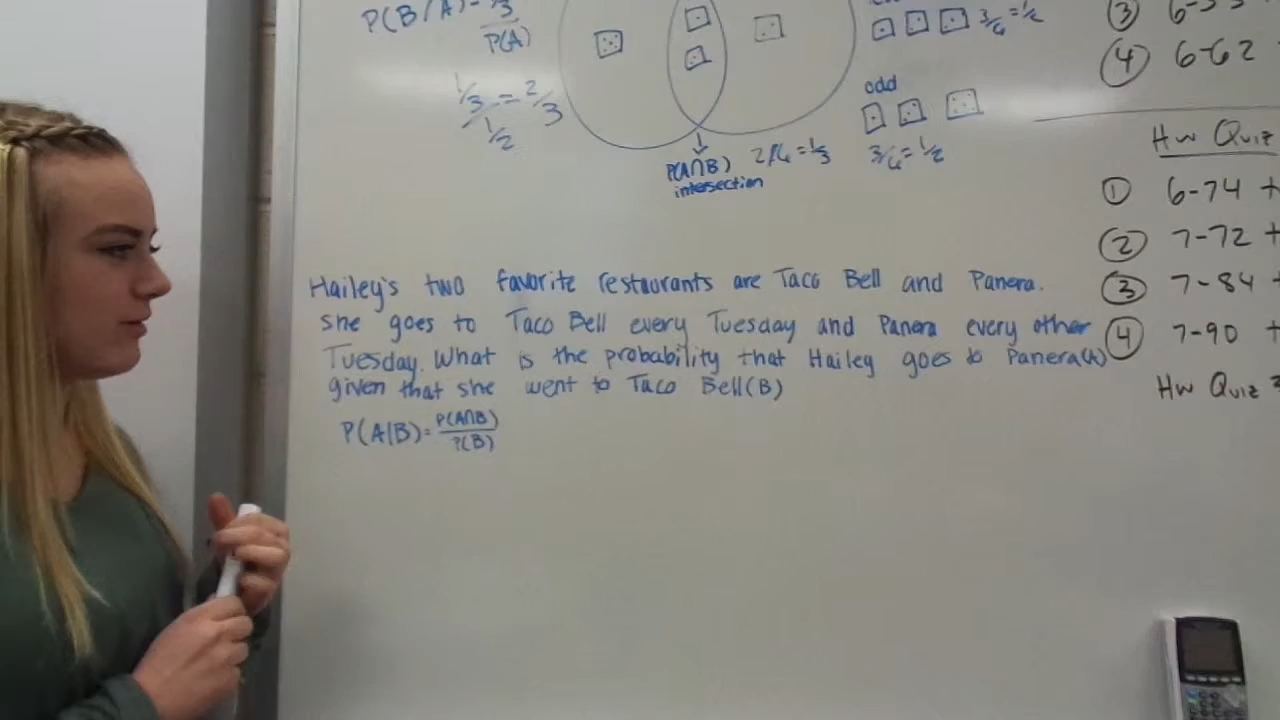 P(B/A)=
3
P(A)
1/3 = 2/3
1/2
3/6=1/2
odd
3/6=1/2
P(A∩B) 2/6=1/3
intersection
③
④ 6-62
Hw Quiz
① 6-74 +
② 7-72 +
③ 7-84 +
④ 7-90 +
Hw Quiz
Hailey's two favorite restaurants are Taco Bell and Panera.
she goes to Taco Bell every Tuesday and Panera every other
Tuesday. What is the probability that Hailey goes to Panera(A)
given that she went to Taco Bell(B)
P(A|B)=P(A∩B)
P(B)